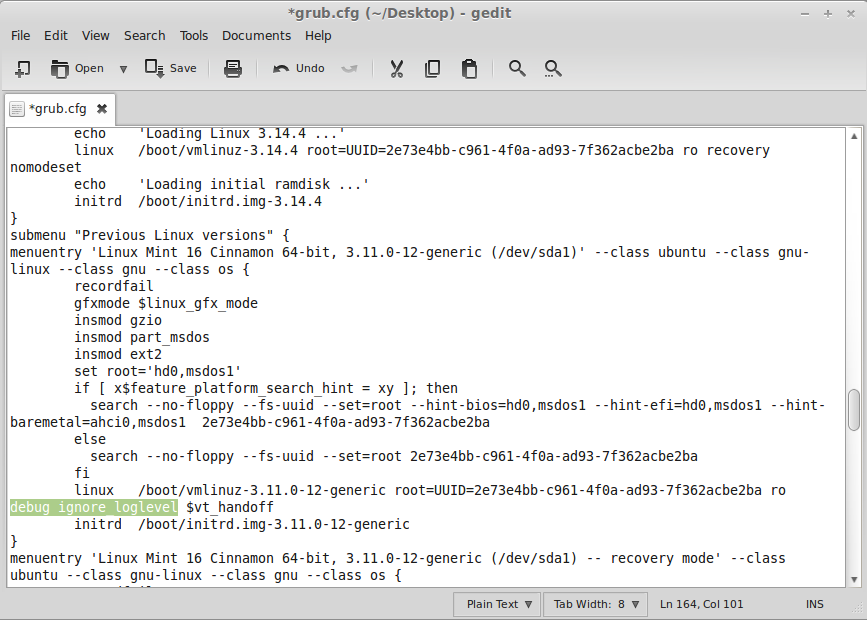 *grub.cfg (~/Desktop) - gedit
File Edit View Search Tools Documents Help
Open Save Undo
*grub.cfg
echo 'Loading Linux 3.14.4 ...'
linux /boot/vmlinuz-3.14.4 root=UUID=2e73e4bb-c961-4f0a-ad93-7f362acbe2ba ro recovery
nomodeset
echo 'Loading initial ramdisk ...'
initrd /boot/initrd.img-3.14.4
}
submenu "Previous Linux versions" {
menuentry 'Linux Mint 16 Cinnamon 64-bit, 3.11.0-12-generic (/dev/sda1)' --class ubuntu --class gnu-
linux --class gnu --class os {
recordfail
gfxmode $linux_gfx_mode
insmod gzio
insmod part_msdos
insmod ext2
set root='hd0,msdos1'
if [ x$feature_platform_search_hint = xy ]; then
search --no-floppy --fs-uuid --set=root --hint-bios=hd0,msdos1 --hint-efi=hd0,msdos1 --hint-
baremetal=ahci0,msdos1 2e73e4bb-c961-4f0a-ad93-7f362acbe2ba
else
search --no-floppy --fs-uuid --set=root 2e73e4bb-c961-4f0a-ad93-7f362acbe2ba
fi
linux /boot/vmlinuz-3.11.0-12-generic root=UUID=2e73e4bb-c961-4f0a-ad93-7f362acbe2ba ro
debug ignore_loglevel $vt_handoff
initrd /boot/initrd.img-3.11.0-12-generic
}
menuentry 'Linux Mint 16 Cinnamon 64-bit, 3.11.0-12-generic (/dev/sda1) -- recovery mode' --class
ubuntu --class gnu-linux --class gnu --class os {
Plain Text Tab Width: 8 Ln 164, Col 101 INS